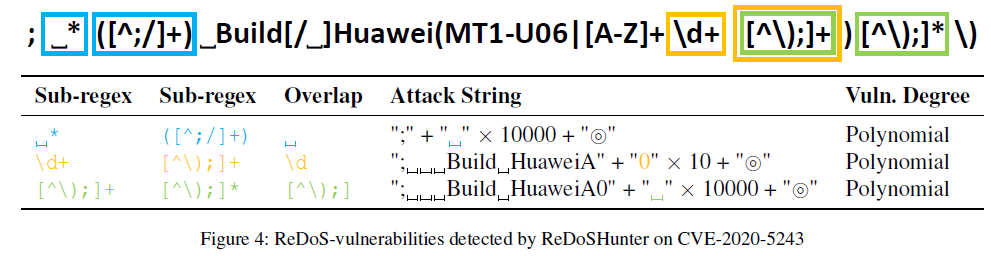 ; ␣* ([^;/]+)␣Build[/␣]Huawei(MT1-U06|[A-Z]+\d+[^\);]+)[^\);]*\)
Sub-regex Sub-regex Overlap Attack String Vuln. Degree
␣* ([^;/]+) ␣ ";" + "␣" × 10000 + "◎" Polynomial
\d+ [^\);]+ \d ";␣␣␣Build␣HuaweiA" + "0" × 10 + "◎" Polynomial
[^\);]+ [^\);]* [^\);] ";␣␣␣Build␣HuaweiA0" + "␣" × 10000 + "◎" Polynomial
Figure 4: ReDoS-vulnerabilities detected by ReDoSHunter on CVE-2020-5243